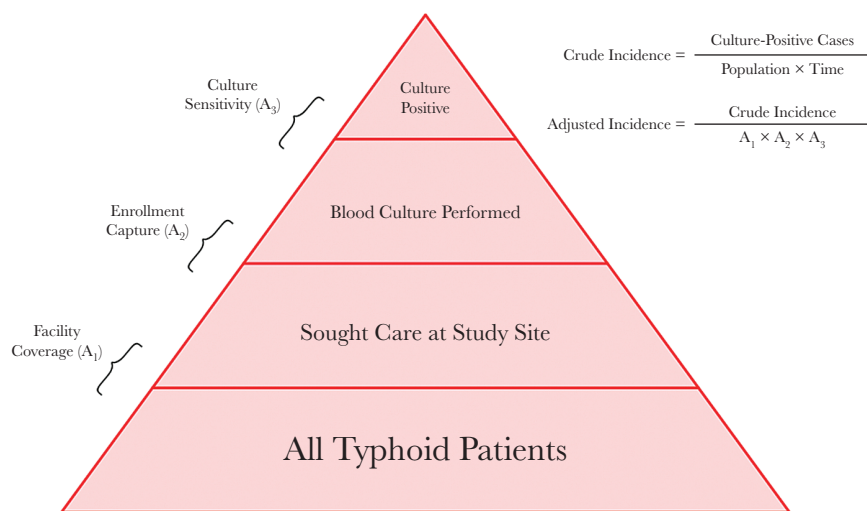 Culture
Sensitivity (A₃)
Culture
Positive
Crude Incidence = Culture-Positive Cases
Population × Time
Adjusted Incidence = Crude Incidence
A₁ × A₂ × A₃
Enrollment
Capture (A₂)
Blood Culture Performed
Facility
Coverage (A₁)
Sought Care at Study Site
All Typhoid Patients